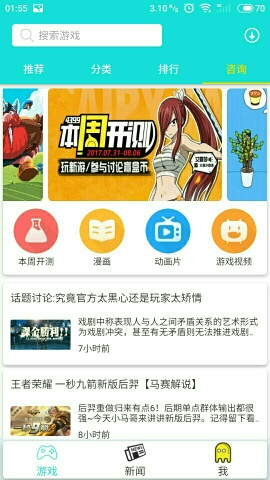 01:55
3.10 K/s
70
搜索游戏
推荐
分类
排行
咨询
4399
本周开测
2017.07.31-08.06
玩新游/参与讨论赢盒币
本周开测
漫画
动画片
游戏视频
话题讨论:究竟官方太黑心还是玩家太矫情
课金勝利!!
戏剧中称表现人与人之间矛盾关系的艺术形式
为戏剧冲突，甚至有无矛盾则无法推进戏剧..
7小时前
王者荣耀 一秒九箭新版后羿【马赛解说】
一秒9箭
后羿重做归来有点6！后期单点群体输出都很
强~今天小马哥来讲讲新版后羿。记得留下看..
8小时前
游戏
新闻
我